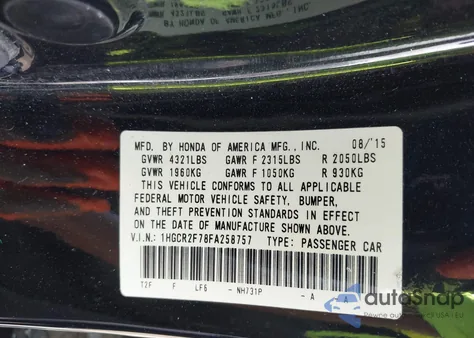 MFD. BY HONDA OF AMERICA MFG., INC. 08/'15
GVWR 4321LBS GAWR F 2315LBS R 2050LBS
GVWR 1960KG GAWR F 1050KG R 930KG
THIS VEHICLE CONFORMS TO ALL APPLICABLE
FEDERAL MOTOR VEHICLE SAFETY, BUMPER,
AND THEFT PREVENTION STANDARDS IN EFFECT
ON THE DATE OF MANUFACTURE SHOWN ABOVE.
V.I.N.: 1HGCR2F78FA258757 TYPE: PASSENGER CAR
T2F F LF6 - NH731P - A A
autoSnap